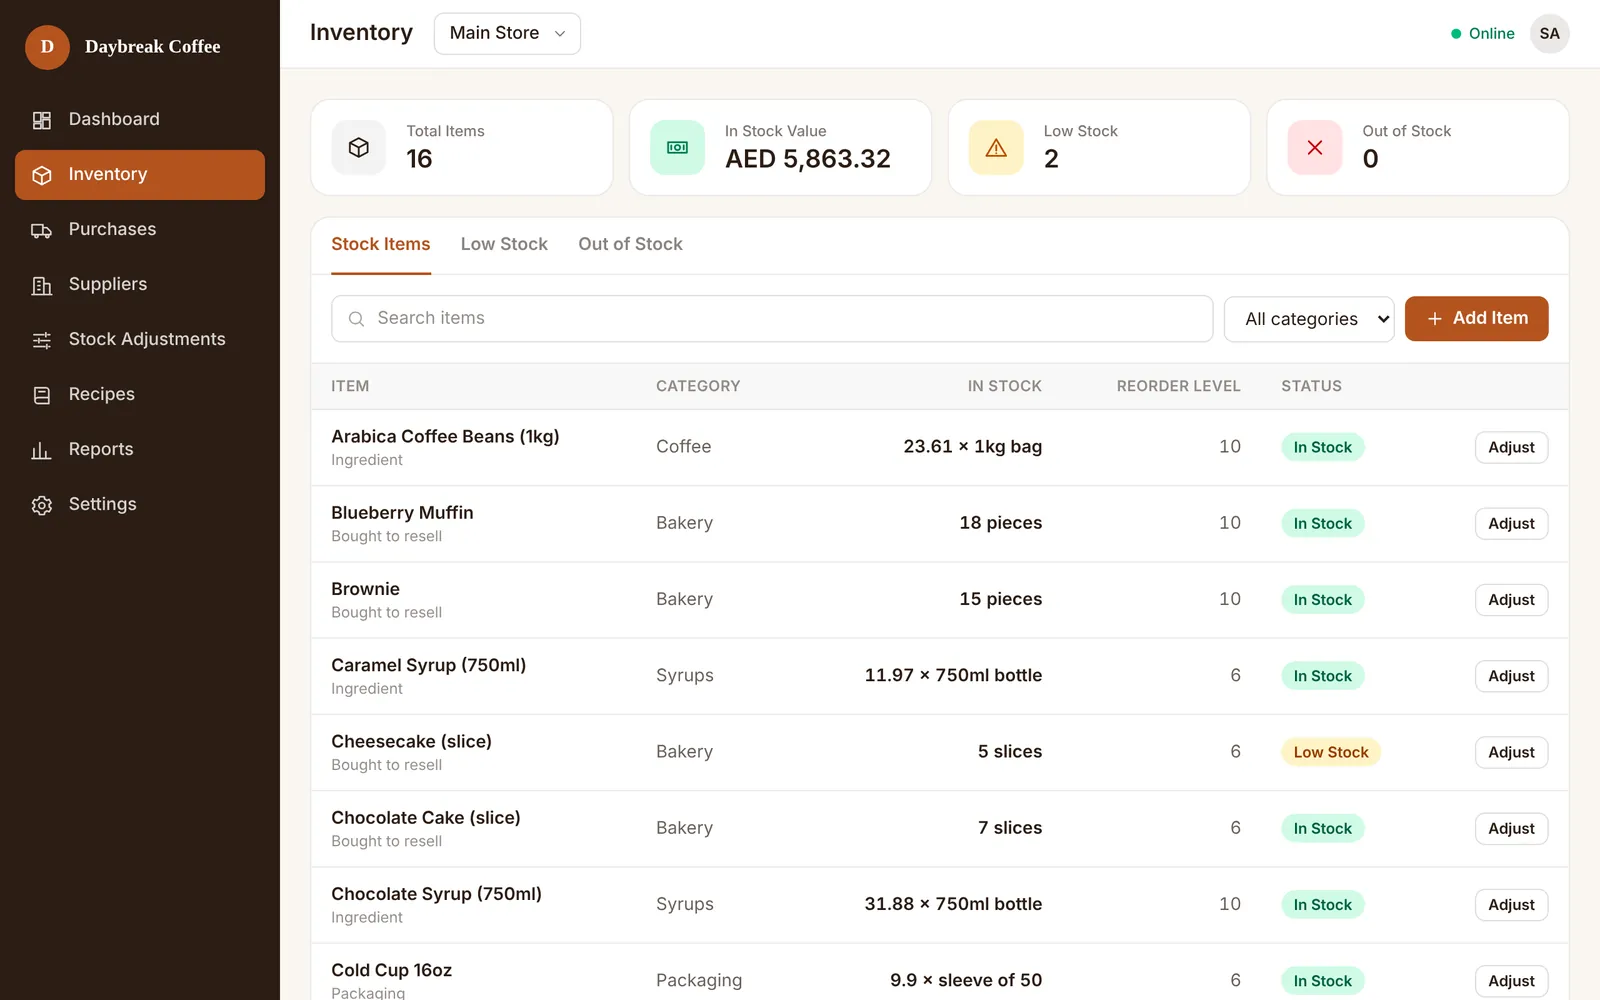 D
Daybreak Coffee
Dashboard
Inventory
Purchases
Suppliers
Stock Adjustments
Recipes
Reports
Settings
Inventory
Main Store
Online
SA
Total Items
16
In Stock Value
AED 5,863.32
Low Stock
2
Out of Stock
0
Stock Items Low Stock Out of Stock
Search items
All categories
+ Add Item
ITEM CATEGORY IN STOCK REORDER LEVEL STATUS
Arabica Coffee Beans (1kg) Coffee 23.61 × 1kg bag 10 In Stock Adjust
Ingredient
Blueberry Muffin Bakery 18 pieces 10 In Stock Adjust
Bought to resell
Brownie Bakery 15 pieces 10 In Stock Adjust
Bought to resell
Caramel Syrup (750ml) Syrups 11.97 × 750ml bottle 6 In Stock Adjust
Ingredient
Cheesecake (slice) Bakery 5 slices 6 Low Stock Adjust
Bought to resell
Chocolate Cake (slice) Bakery 7 slices 6 In Stock Adjust
Bought to resell
Chocolate Syrup (750ml) Syrups 31.88 × 750ml bottle 10 In Stock Adjust
Ingredient
Cold Cup 16oz Packaging 9.9 × sleeve of 50 6 In Stock Adjust
Packaging